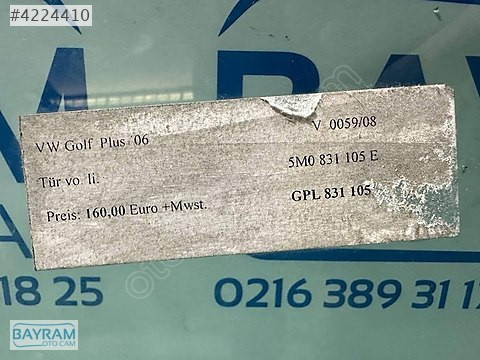 #4224410
VW Golf Plus 06
V 0059/08
Tür vo li.
5M0 831 105 E
Preis: 160,00 Euro +Mwst.
GPL 831 105
18 25
0216 389 31 17
BAYRAM
OTO CAM